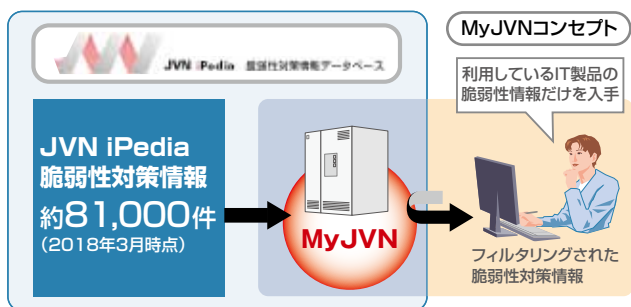 MyJVNコンセプト
JVN iPedia 脆弱性対策情報データベース
利用しているIT製品の
脆弱性情報だけを入手
JVN iPedia
脆弱性対策情報
約81,000件
（2018年3月時点）
MyJVN
フィルタリングされた
脆弱性対策情報